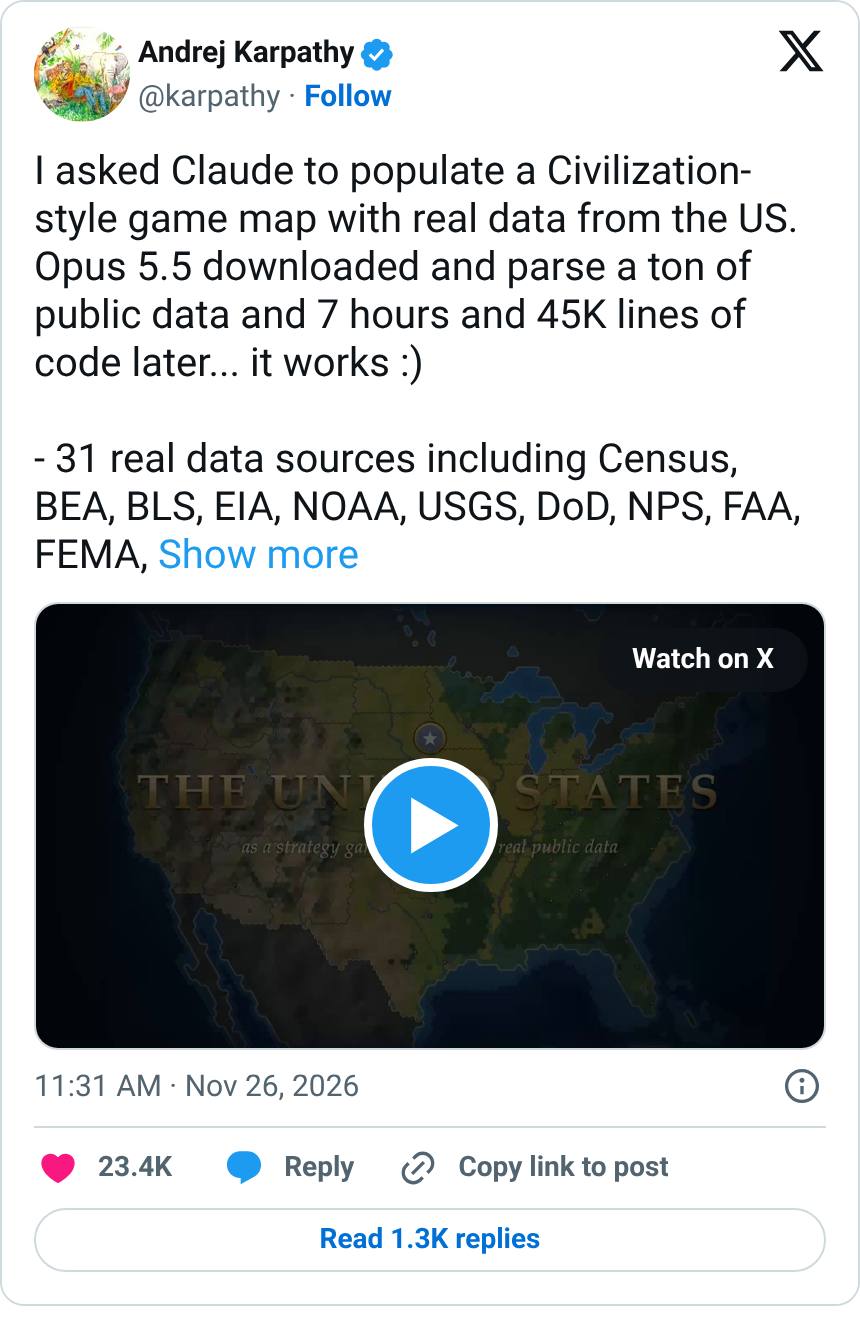 Andrej Karpathy
@karpathy · Follow
I asked Claude to populate a Civilization-
style game map with real data from the US.
Opus 5.5 downloaded and parse a ton of
public data and 7 hours and 45K lines of
code later... it works :)
- 31 real data sources including Census,
BEA, BLS, EIA, NOAA, USGS, DoD, NPS, FAA,
FEMA, Show more
Watch on X
THE UNI D STATES
as a strategy ga real public data
11:31 AM · Nov 26, 2026
23.4K Reply Copy link to post
Read 1.3K replies